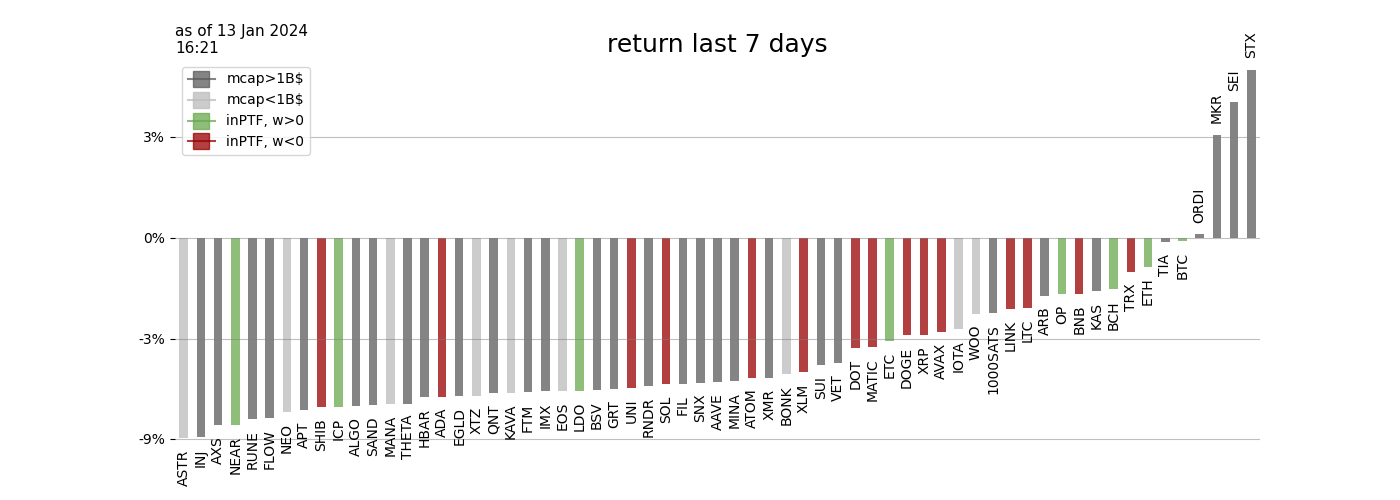 as of 13 Jan 2024
16:21
return last 7 days
mcap>1B$
mcap<1B$
inPTF, w>0
inPTF, w<0
3%
0%
-3%
-9%
ASTR
INJ
AXS
NEAR
RUNE
FLOW
NEO
APT
SHIB
ICP
ALGO
SAND
MANA
THETA
HBAR
ADA
EGLD
XTZ
QNT
KAVA
FTM
IMX
EOS
LDO
BSV
GRT
UNI
RNDR
SOL
FIL
SNX
AAVE
MINA
ATOM
XMR
BONK
XLM
SUI
VET
DOT
MATIC
ETC
DOGE
XRP
AVAX
IOTA
WOO
1000SATS
LINK
LTC
ARB
OP
BNB
KAS
BCH
TRX
ETH
TIA
BTC
ORDI
MKR
SEI
STX